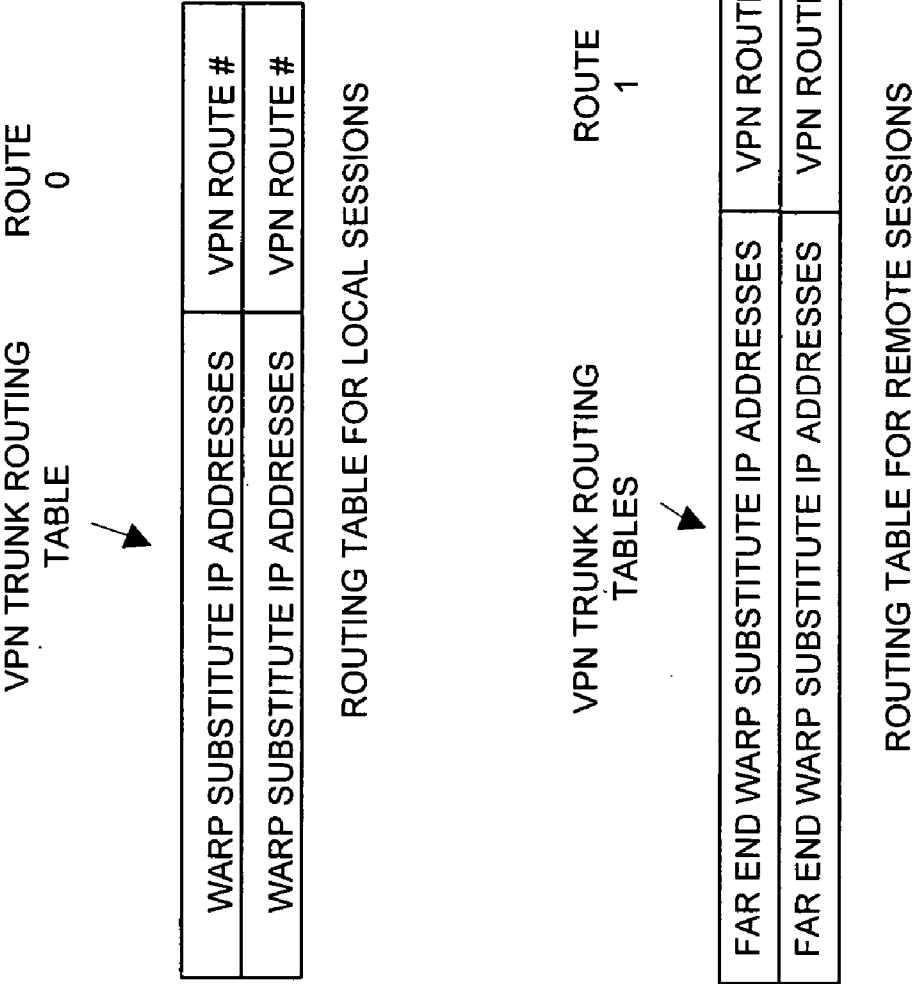 VPN TRUNK ROUTING
TABLE
ROUTE
0
WARP SUBSTITUTE IP ADDRESSES VPN ROUTE #
WARP SUBSTITUTE IP ADDRESSES VPN ROUTE #
ROUTING TABLE FOR LOCAL SESSIONS
VPN TRUNK ROUTING
TABLES
ROUTE
1
FAR END WARP SUBSTITUTE IP ADDRESSES VPN
FAR END WARP SUBSTITUTE IP ADDRESSES VPN
ROUTING TABLE FOR REMOTE SESSIONS